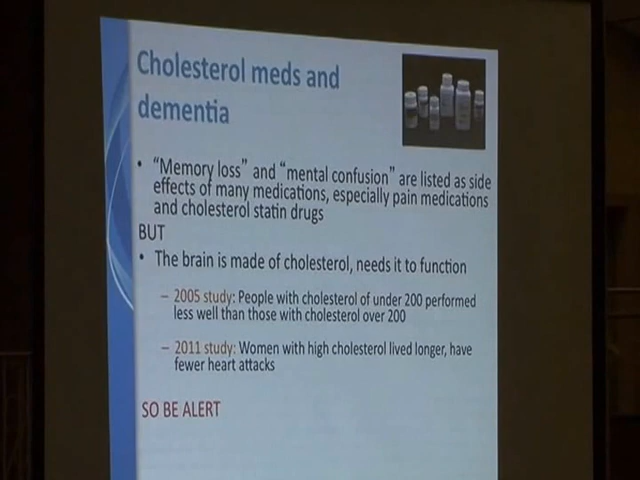 Cholesterol meds and
dementia
• “Memory loss” and “mental confusion” are listed as side
effects of many medications, especially pain medications
and cholesterol statin drugs
BUT
• The brain is made of cholesterol, needs it to function
– 2005 study: People with cholesterol of under 200 performed
less well than those with cholesterol over 200
– 2011 study: Women with high cholesterol lived longer, have
fewer heart attacks
SO BE ALERT